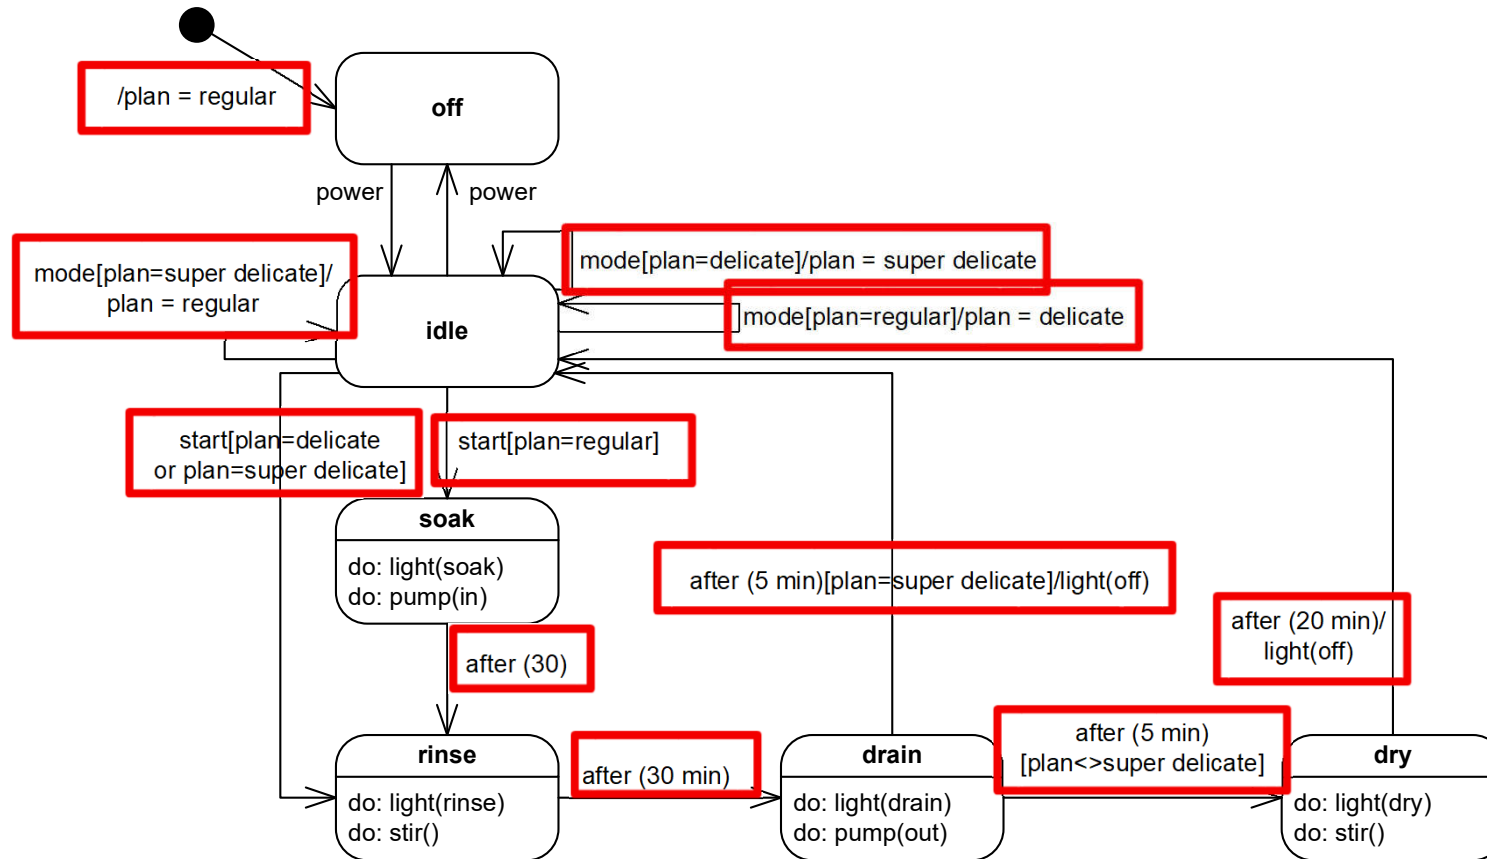 /plan = regular
off
power
power
mode[plan=super delicate]/
plan = regular
mode[plan=delicate]/plan = super delicate
mode[plan=regular]/plan = delicate
idle
start[plan=delicate
or plan=super delicate]
start[plan=regular]
soak
do: light(soak)
do: pump(in)
after (5 min)[plan=super delicate]/light(off)
after (20 min)/
light(off)
after (30)
rinse
do: light(rinse)
do: stir()
after (30 min)
drain
do: light(drain)
do: pump(out)
after (5 min)
[plan<>super delicate]
dry
do: light(dry)
do: stir()